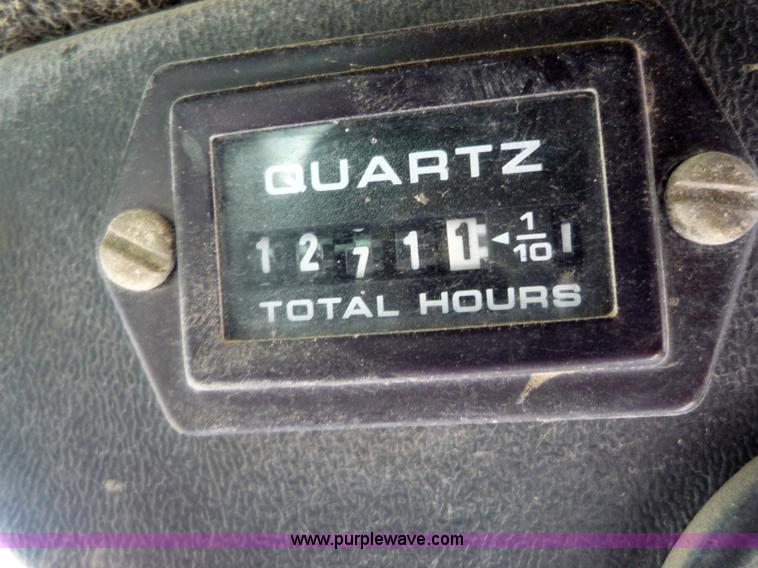 QUARTZ
1 2 7 1 1 ◄ 1/10
TOTAL HOURS
www.purplewave.com